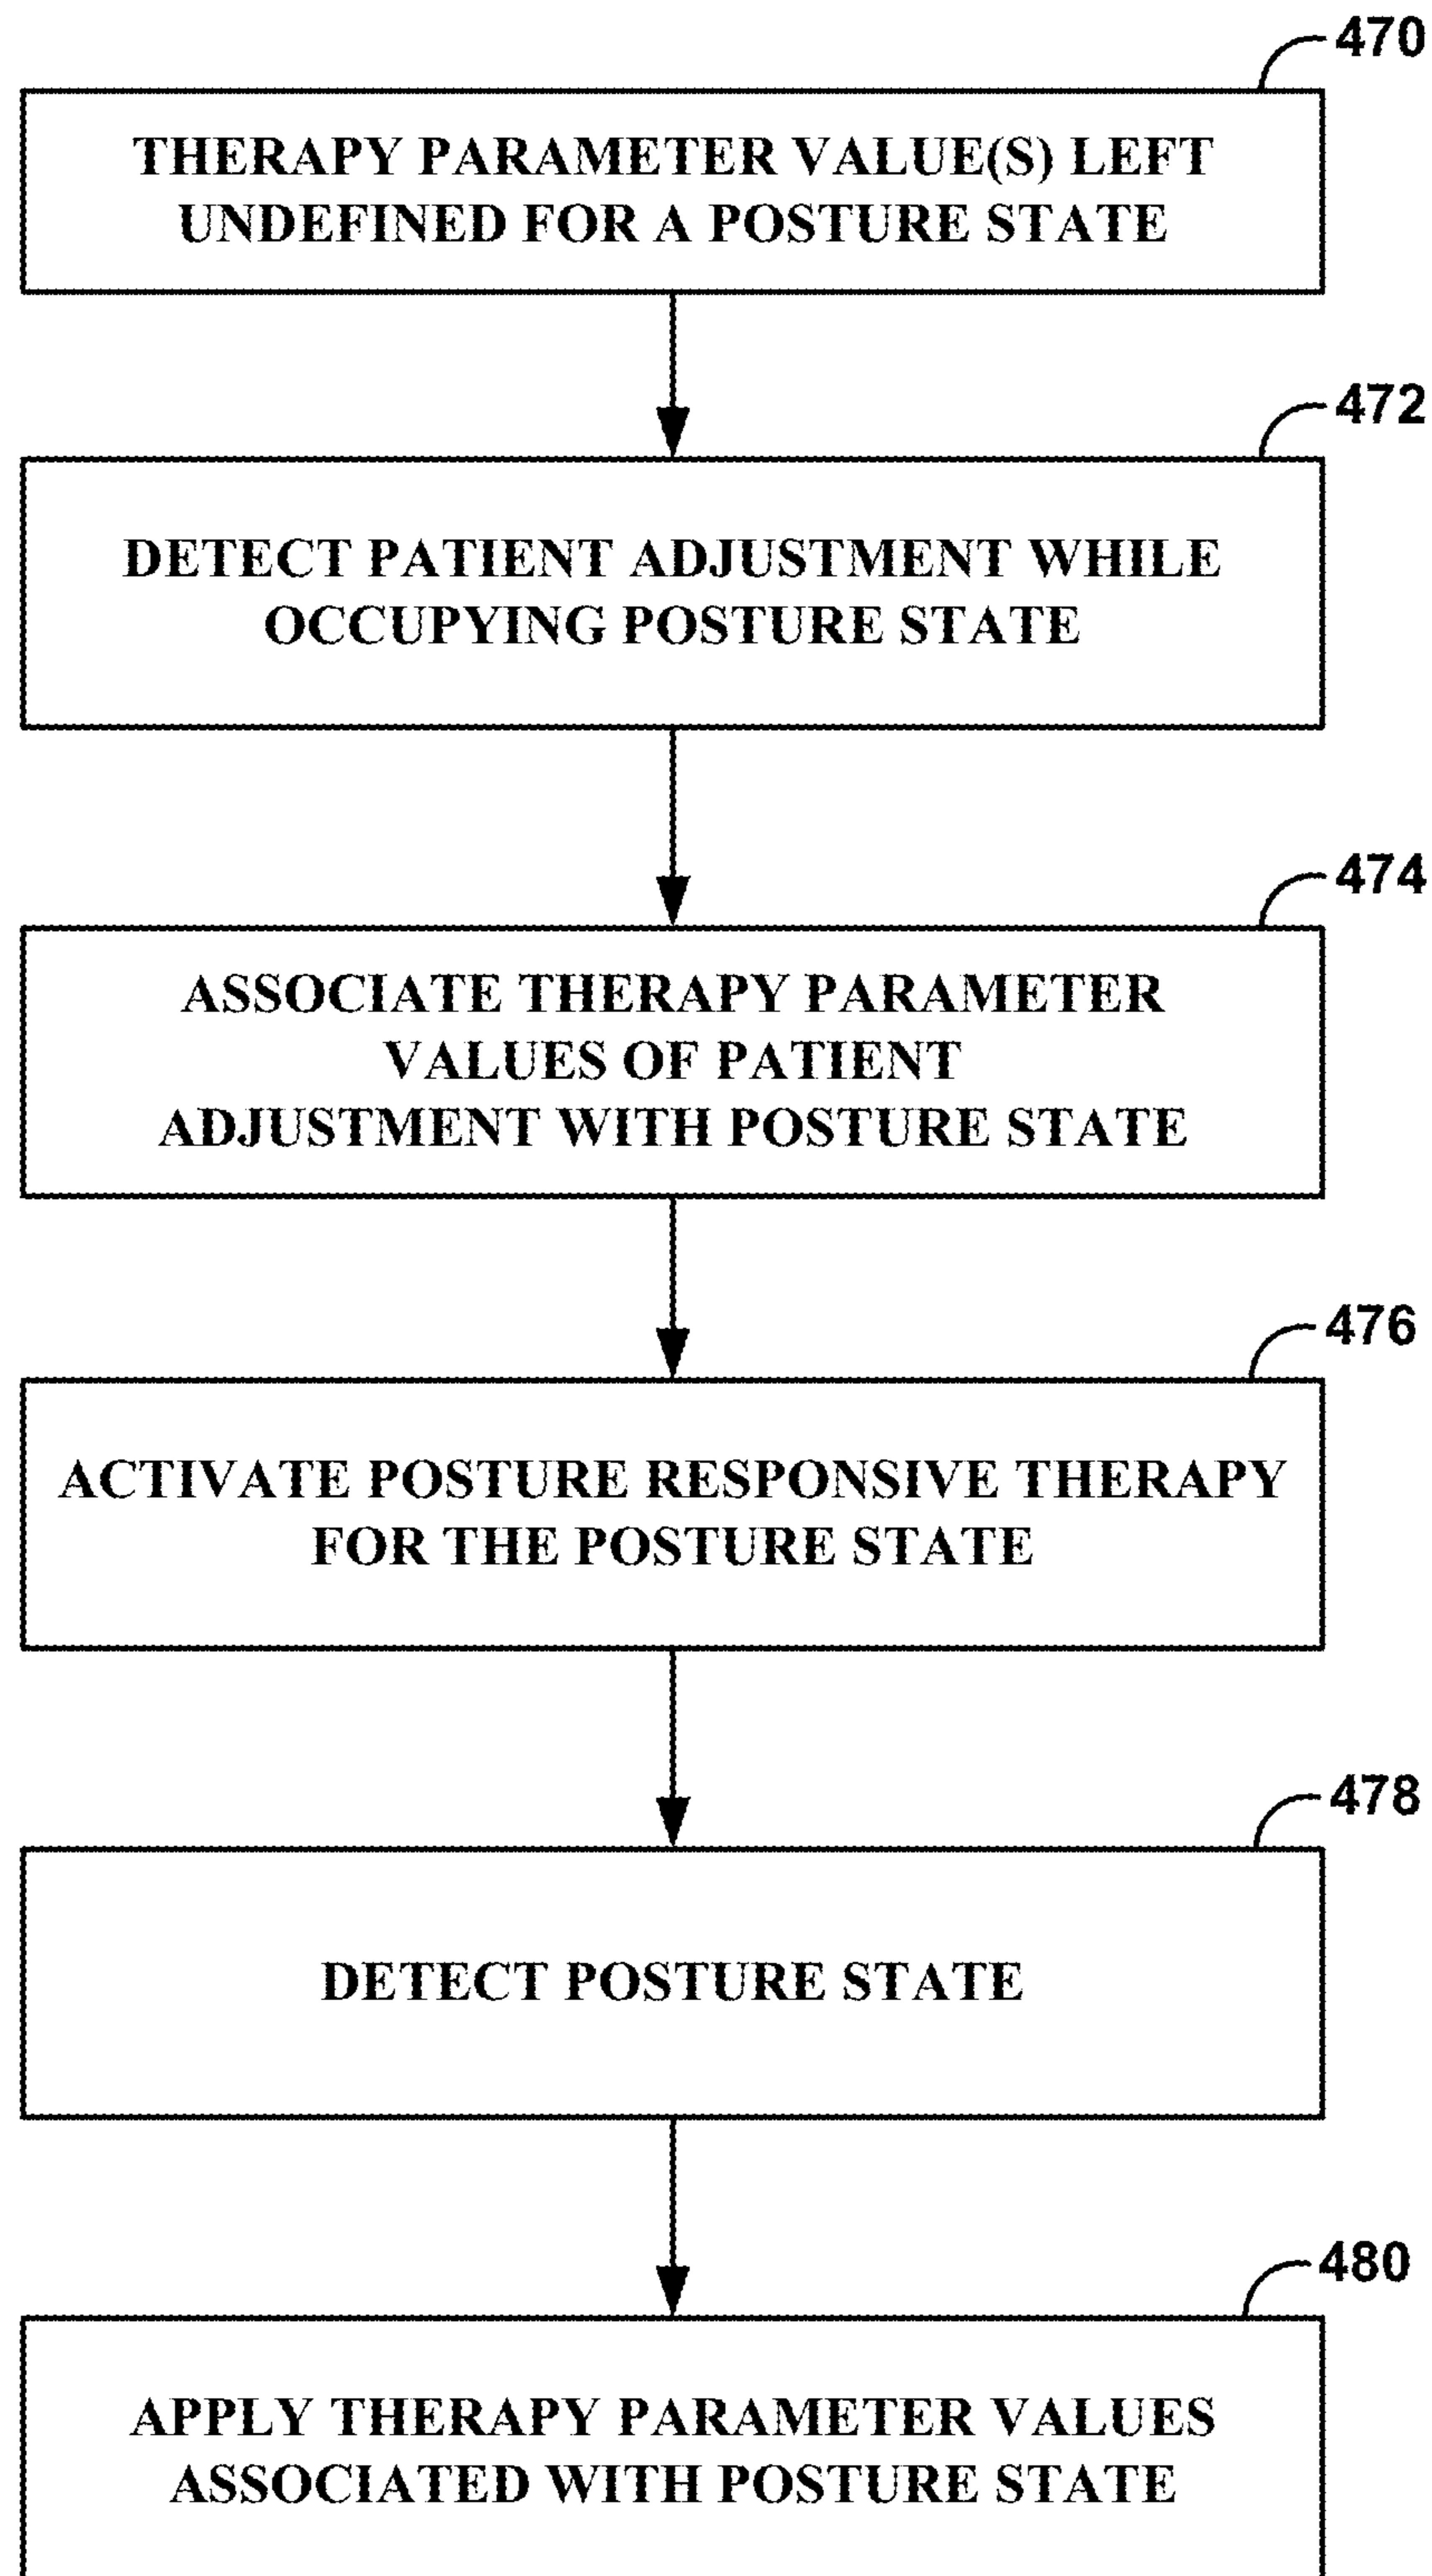 470
THERAPY PARAMETER VALUE(S) LEFT
UNDEFINED FOR A POSTURE STATE
472
DETECT PATIENT ADJUSTMENT WHILE
OCCUPYING POSTURE STATE
474
ASSOCIATE THERAPY PARAMETER
VALUES OF PATIENT
ADJUSTMENT WITH POSTURE STATE
476
ACTIVATE POSTURE RESPONSIVE THERAPY
FOR THE POSTURE STATE
478
DETECT POSTURE STATE
480
APPLY THERAPY PARAMETER VALUES
ASSOCIATED WITH POSTURE STATE